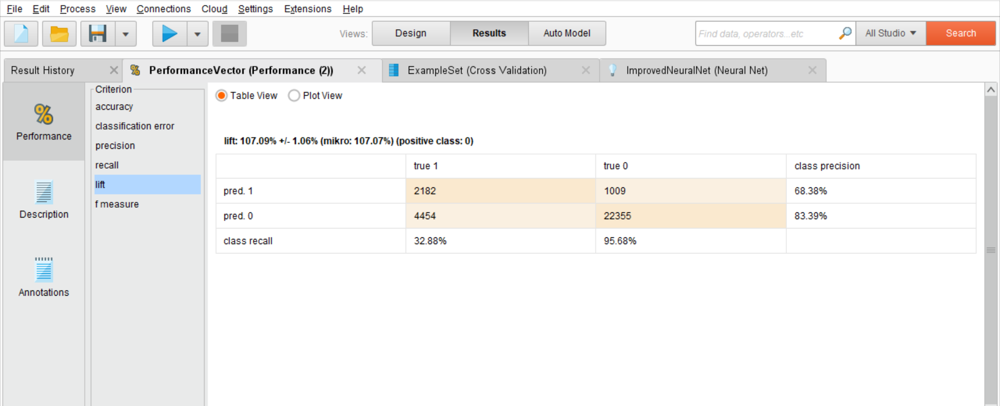 File Edit Process View Connections Cloud Settings Extensions Help
Views: Design Results Auto Model Find data, operators...etc All Studio Search
Result History PerformanceVector (Performance (2)) ExampleSet (Cross Validation) ImprovedNeuralNet (Neural Net)
Performance
Description
Annotations
Criterion
accuracy
classification error
precision
recall
lift
f measure
Table View Plot View
lift: 107.09% +/- 1.06% (mikro: 107.07%) (positive class: 0)
true 1 true 0 class precision
pred. 1 2182 1009 68.38%
pred. 0 4454 22355 83.39%
class recall 32.88% 95.68%